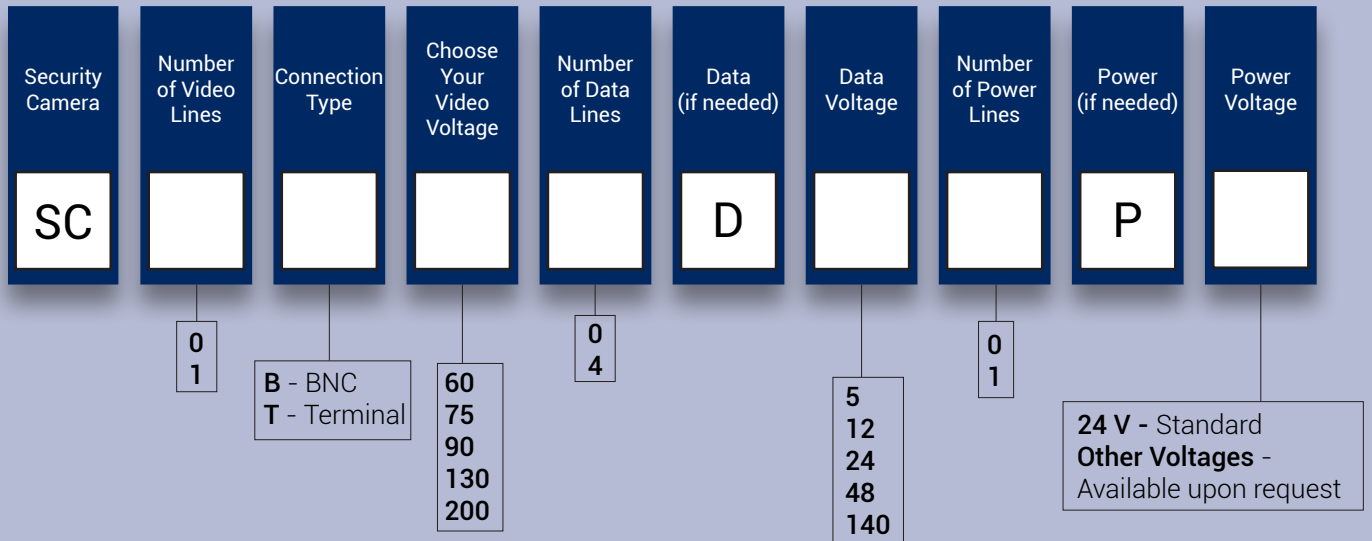 Security
Camera
Number
of Video
Lines
Connection
Type
Choose
Your
Video
Voltage
Number
of Data
Lines
Data
(if needed)
Data
Voltage
Number
of Power
Lines
Power
(if needed)
Power
Voltage
SC
D
P
0
1
B - BNC
T - Terminal
60
75
90
130
200
0
4
5
12
24
48
140
0
1
24 V - Standard
Other Voltages -
Available upon request